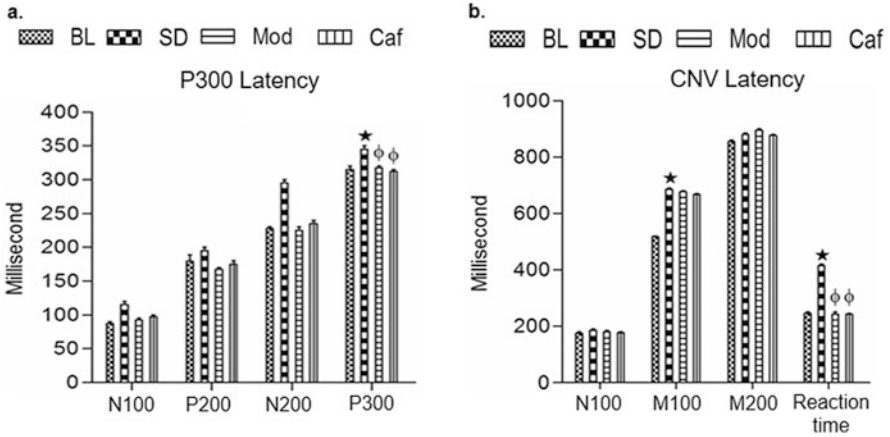 a.
BL SD Mod Caf
P300 Latency
Millisecond
400
350
300
250
200
150
100
50
0
★
ϕ ϕ
N100 P200 N200 P300
b.
BL SD Mod Caf
CNV Latency
Millisecond
1000
800
600
400
200
0
★
★
ϕ ϕ
N100 M100 M200 Reaction
time